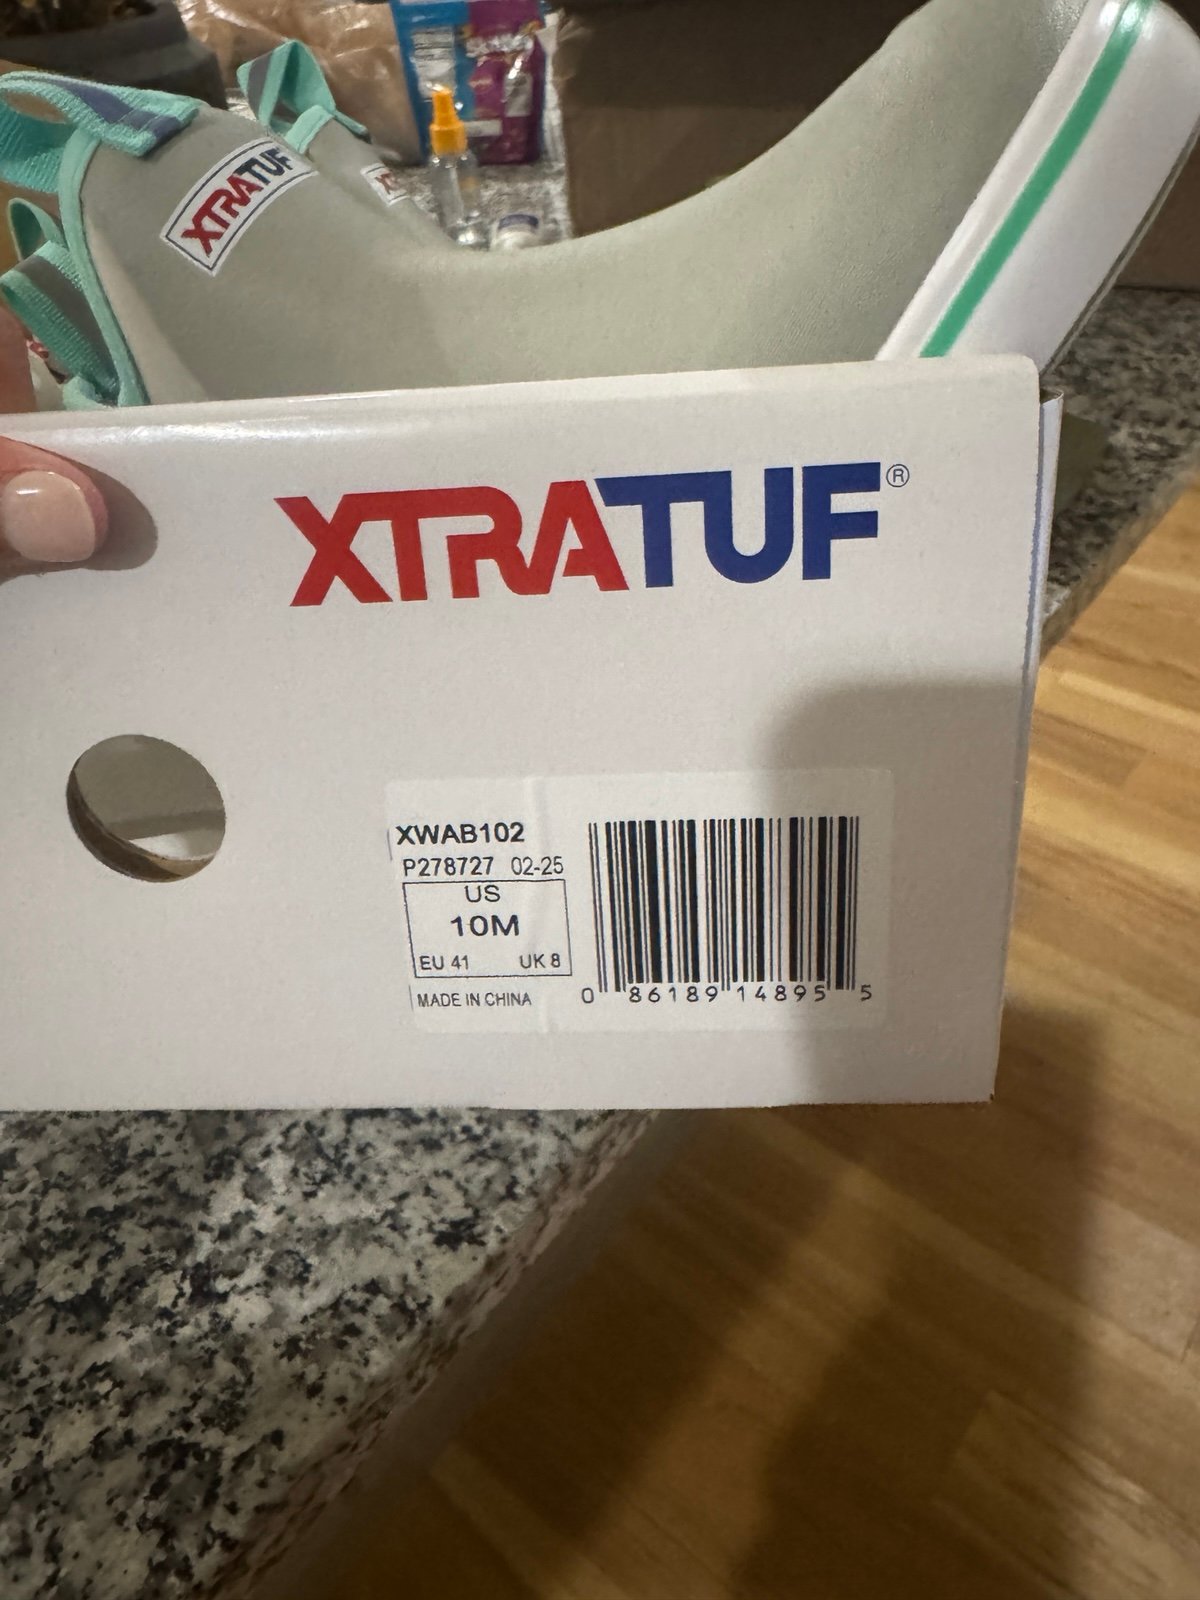 XTRATUF
XTRATUF®
XWAB102
P278727 02-25
US
10M
EU 41 UK 8
MADE IN CHINA
0 86189 14895 5